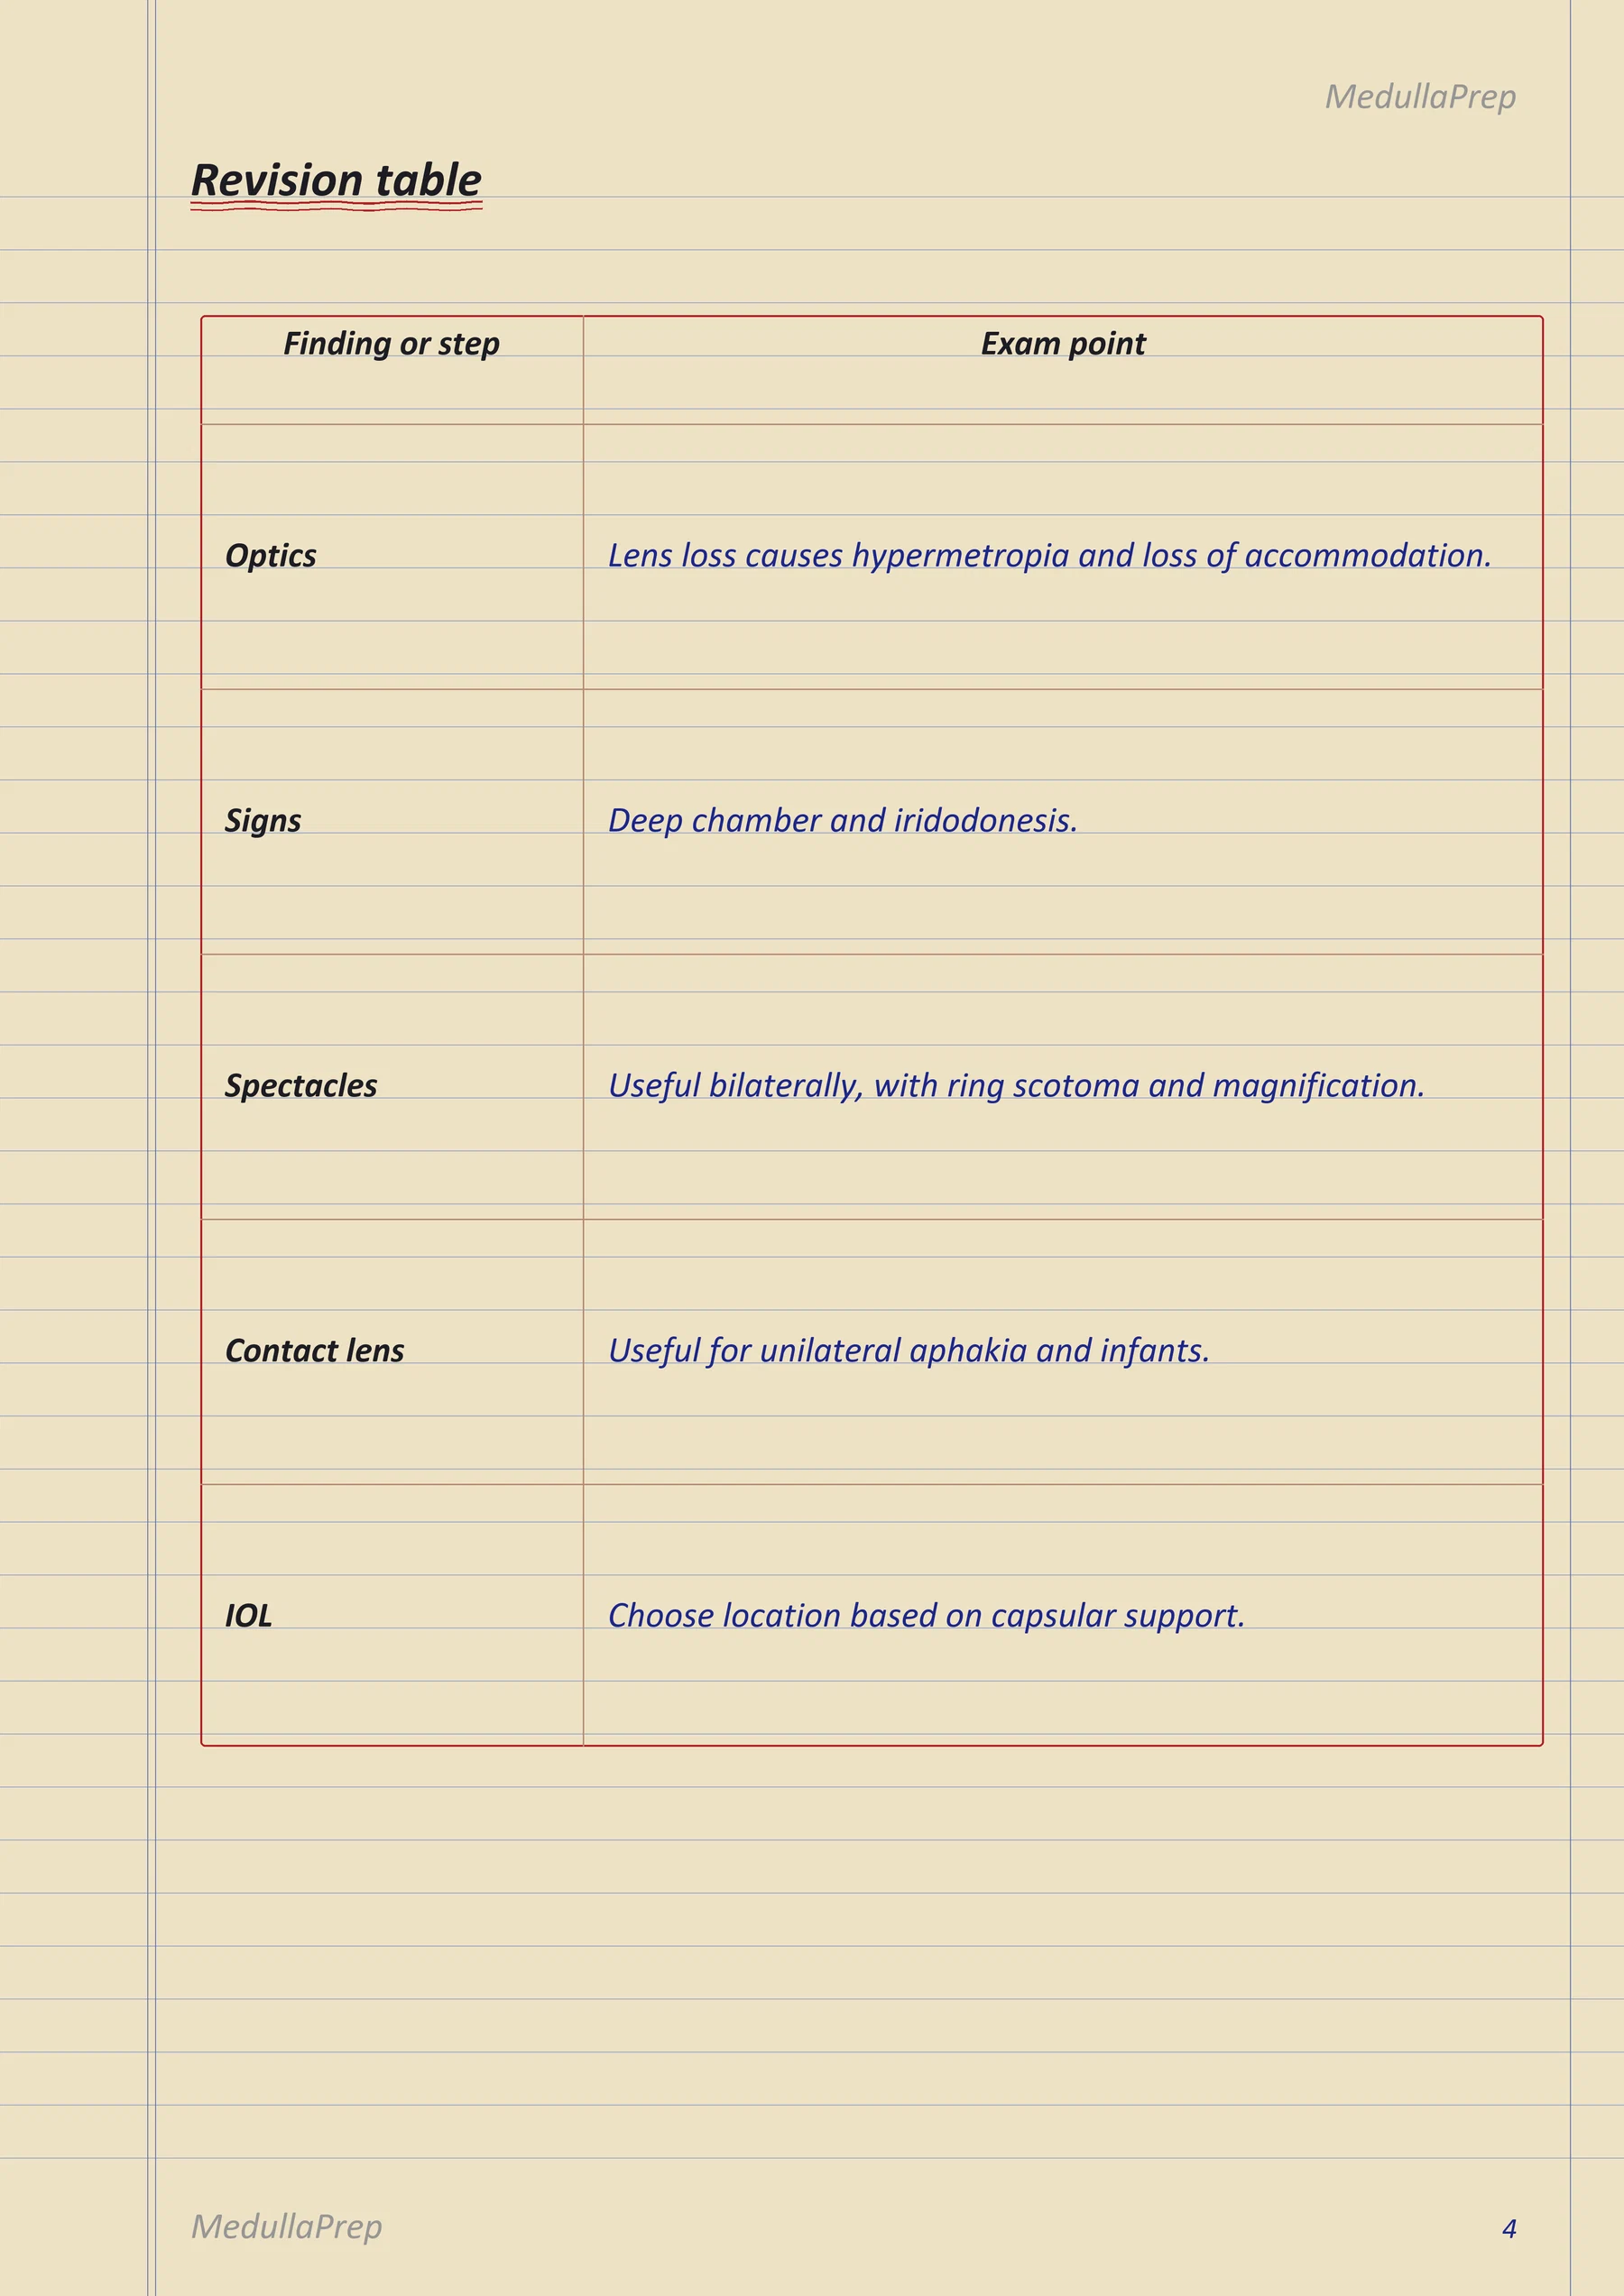 MedullaPrep
Revision table
Finding or step Exam point
Optics Lens loss causes hypermetropia and loss of accommodation.
Signs Deep chamber and iridodonesis.
Spectacles Useful bilaterally, with ring scotoma and magnification.
Contact lens Useful for unilateral aphakia and infants.
IOL Choose location based on capsular support.
MedullaPrep 4